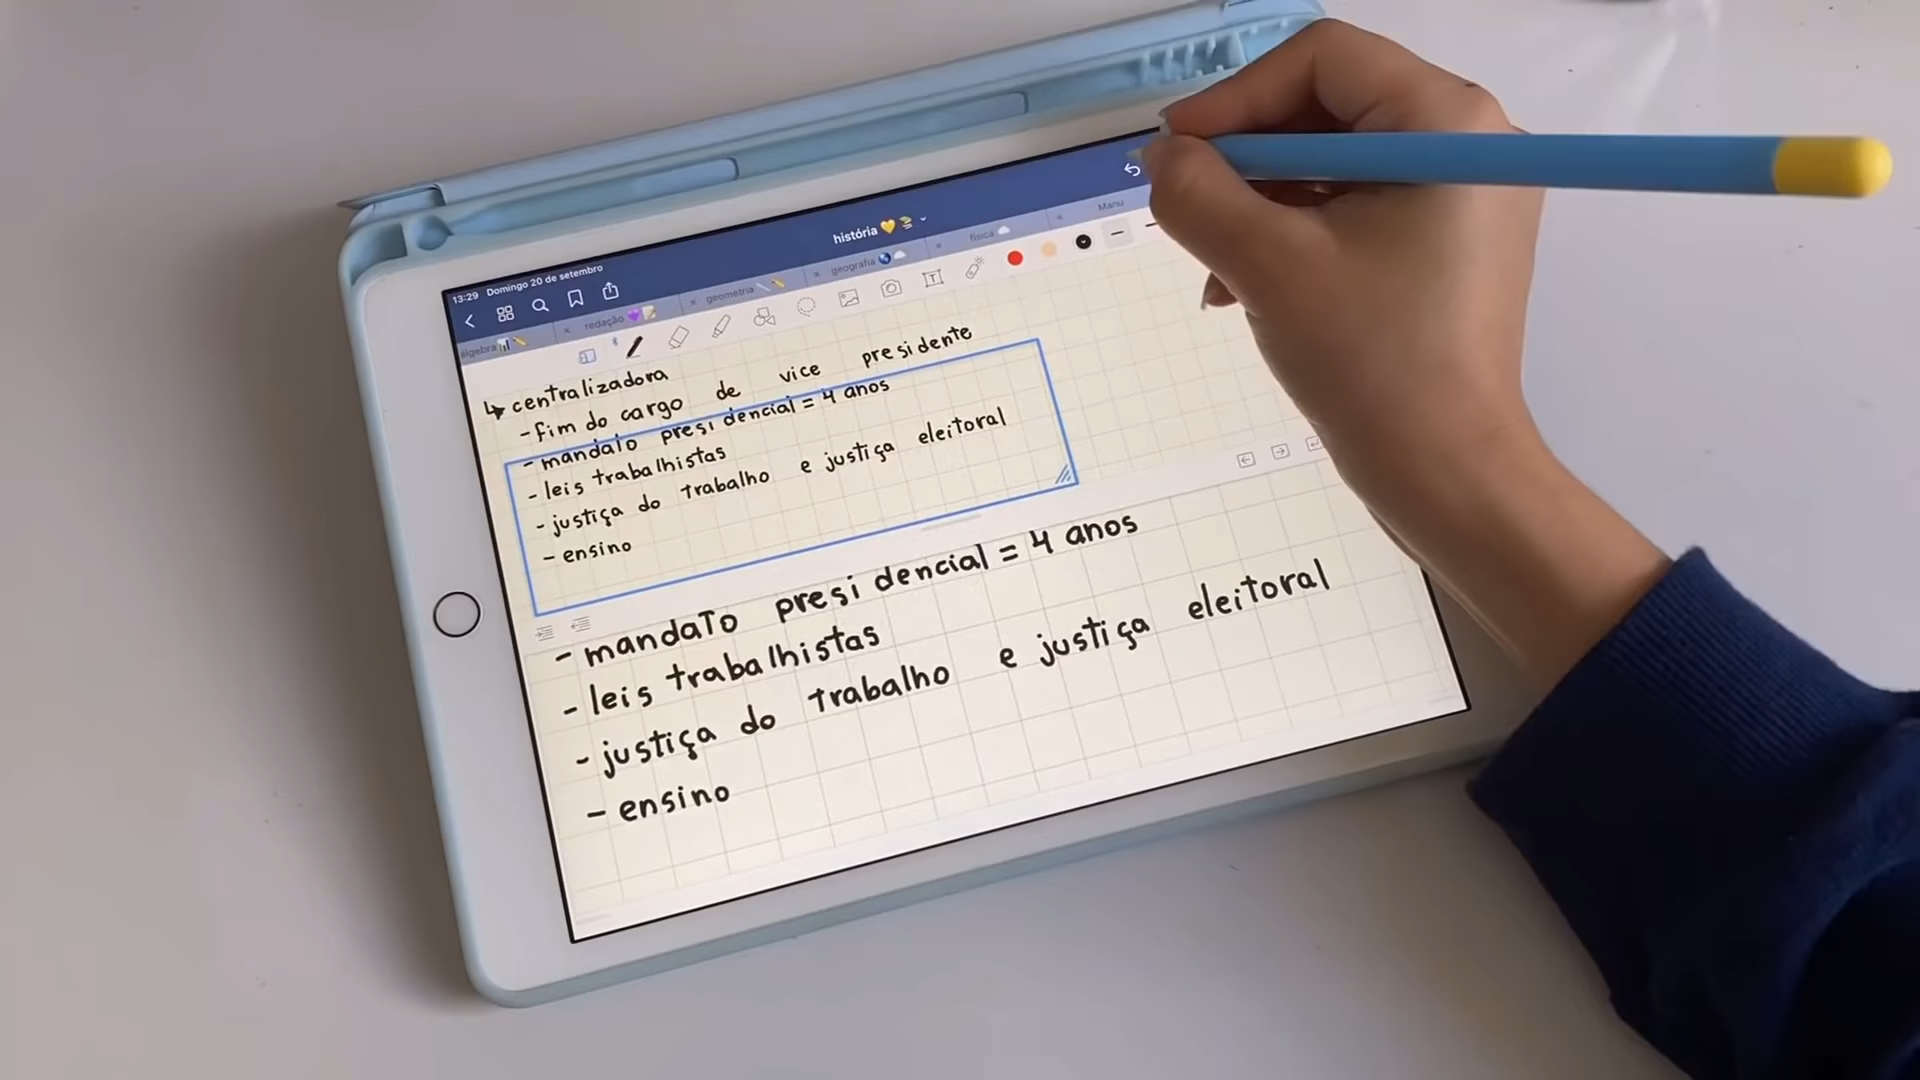 13:29 Domingo 20 de setembro
história 💛
álgebra
redação 💜
geometria
geografia
física
Manu
↳ centralizadora
- fim do cargo de vice presidente
- mandato presidencial = 4 anos
- leis trabalhistas
- justiça do trabalho e justiça eleitoral
- ensino
- mandato presidencial = 4 anos
- leis trabalhistas
- justiça do trabalho e justiça eleitoral
- ensino